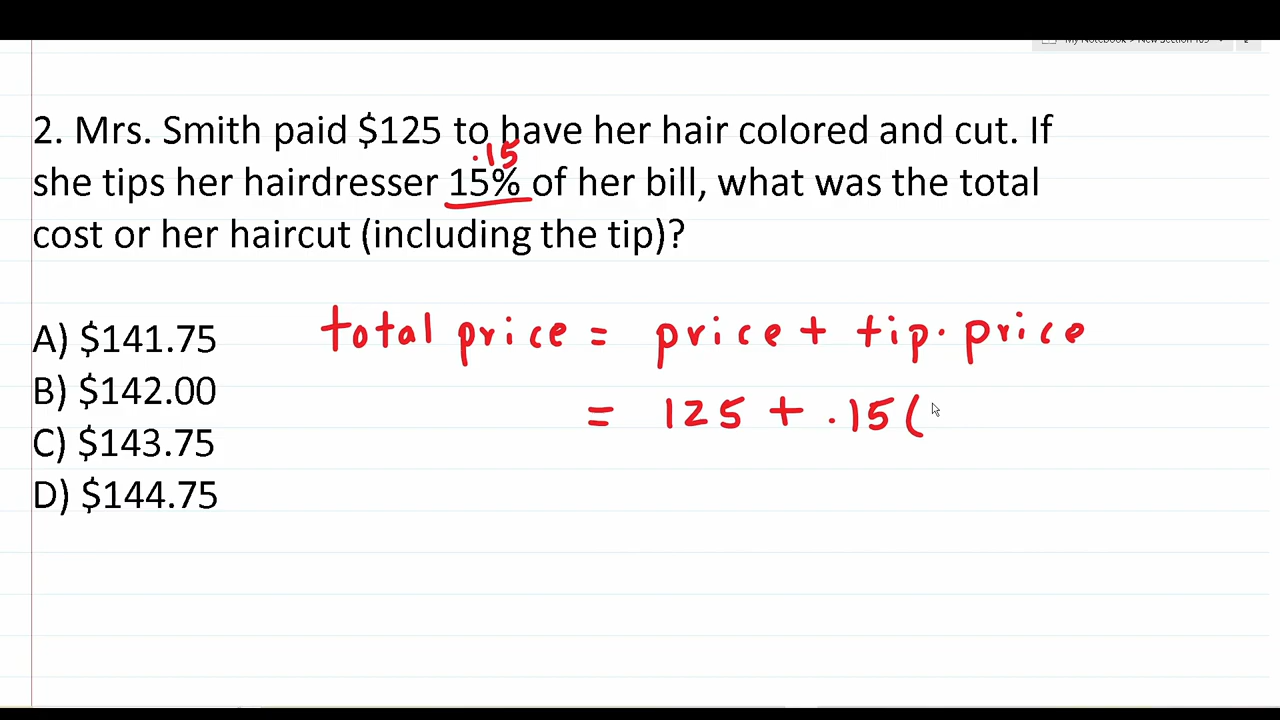 2. Mrs. Smith paid $125 to have her hair colored and cut. If
.15
she tips her hairdresser 15% of her bill, what was the total
cost or her haircut (including the tip)?
A) $141.75
total price = price + tip · price
B) $142.00
= 125 + .15(
C) $143.75
D) $144.75